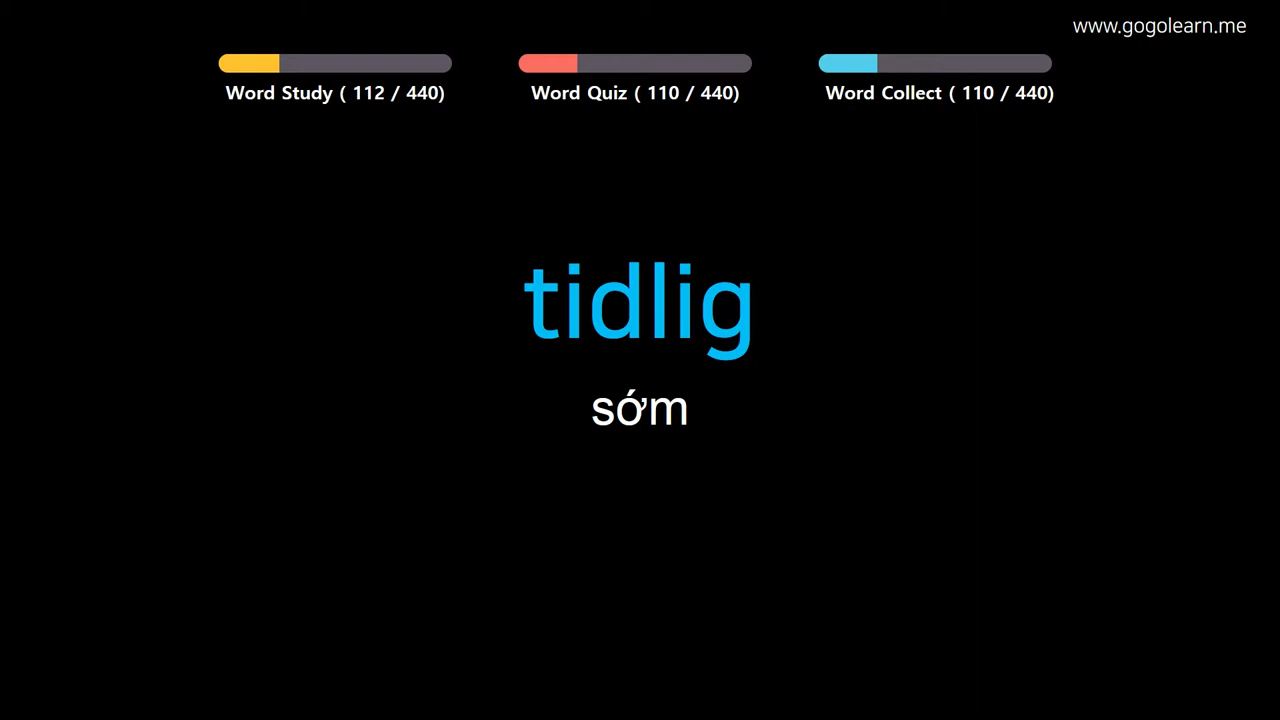 www.gogolearn.me
Word Study ( 112 / 440)
Word Quiz ( 110 / 440)
Word Collect ( 110 / 440)
tidlig
sớm